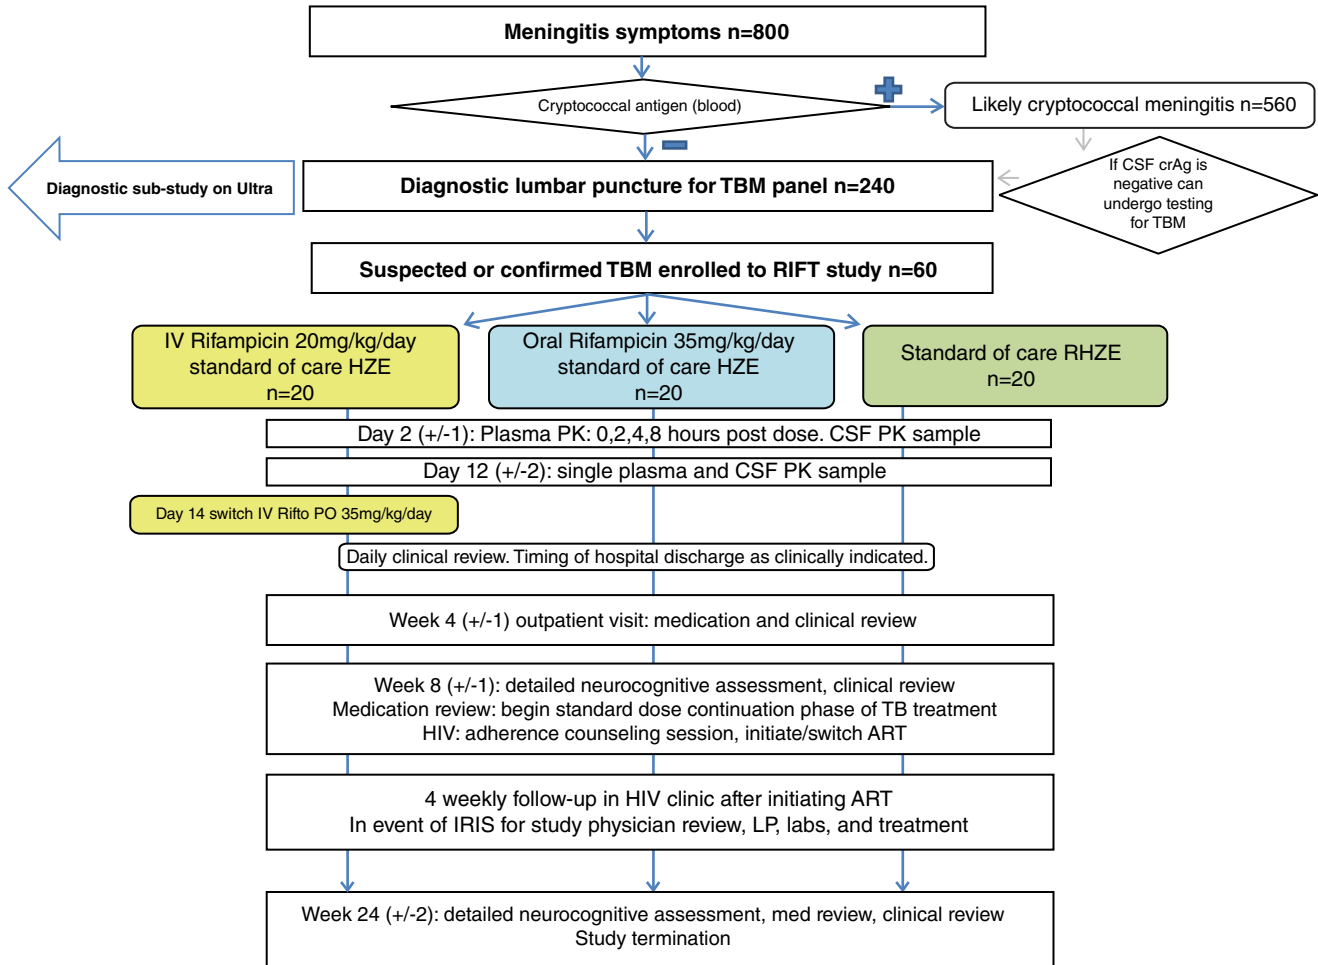 Meningitis symptoms n=800
Cryptococcal antigen (blood)
Likely cryptococcal meningitis n=560
Diagnostic sub-study on Ultra
Diagnostic lumbar puncture for TBM panel n=240
If CSF crAg is
negative can
undergo testing
for TBM
Suspected or confirmed TBM enrolled to RIFT study n=60
IV Rifampicin 20mg/kg/day
standard of care HZE
n=20
Oral Rifampicin 35mg/kg/day
standard of care HZE
n=20
Standard of care RHZE
n=20
Day 2 (+/-1): Plasma PK: 0,2,4,8 hours post dose. CSF PK sample
Day 12 (+/-2): single plasma and CSF PK sample
Day 14 switch IV Rifto PO 35mg/kg/day
Daily clinical review. Timing of hospital discharge as clinically indicated.
Week 4 (+/-1) outpatient visit: medication and clinical review
Week 8 (+/-1): detailed neurocognitive assessment, clinical review
Medication review: begin standard dose continuation phase of TB treatment
HIV: adherence counseling session, initiate/switch ART
4 weekly follow-up in HIV clinic after initiating ART
In event of IRIS for study physician review, LP, labs, and treatment
Week 24 (+/-2): detailed neurocognitive assessment, med review, clinical review
Study termination